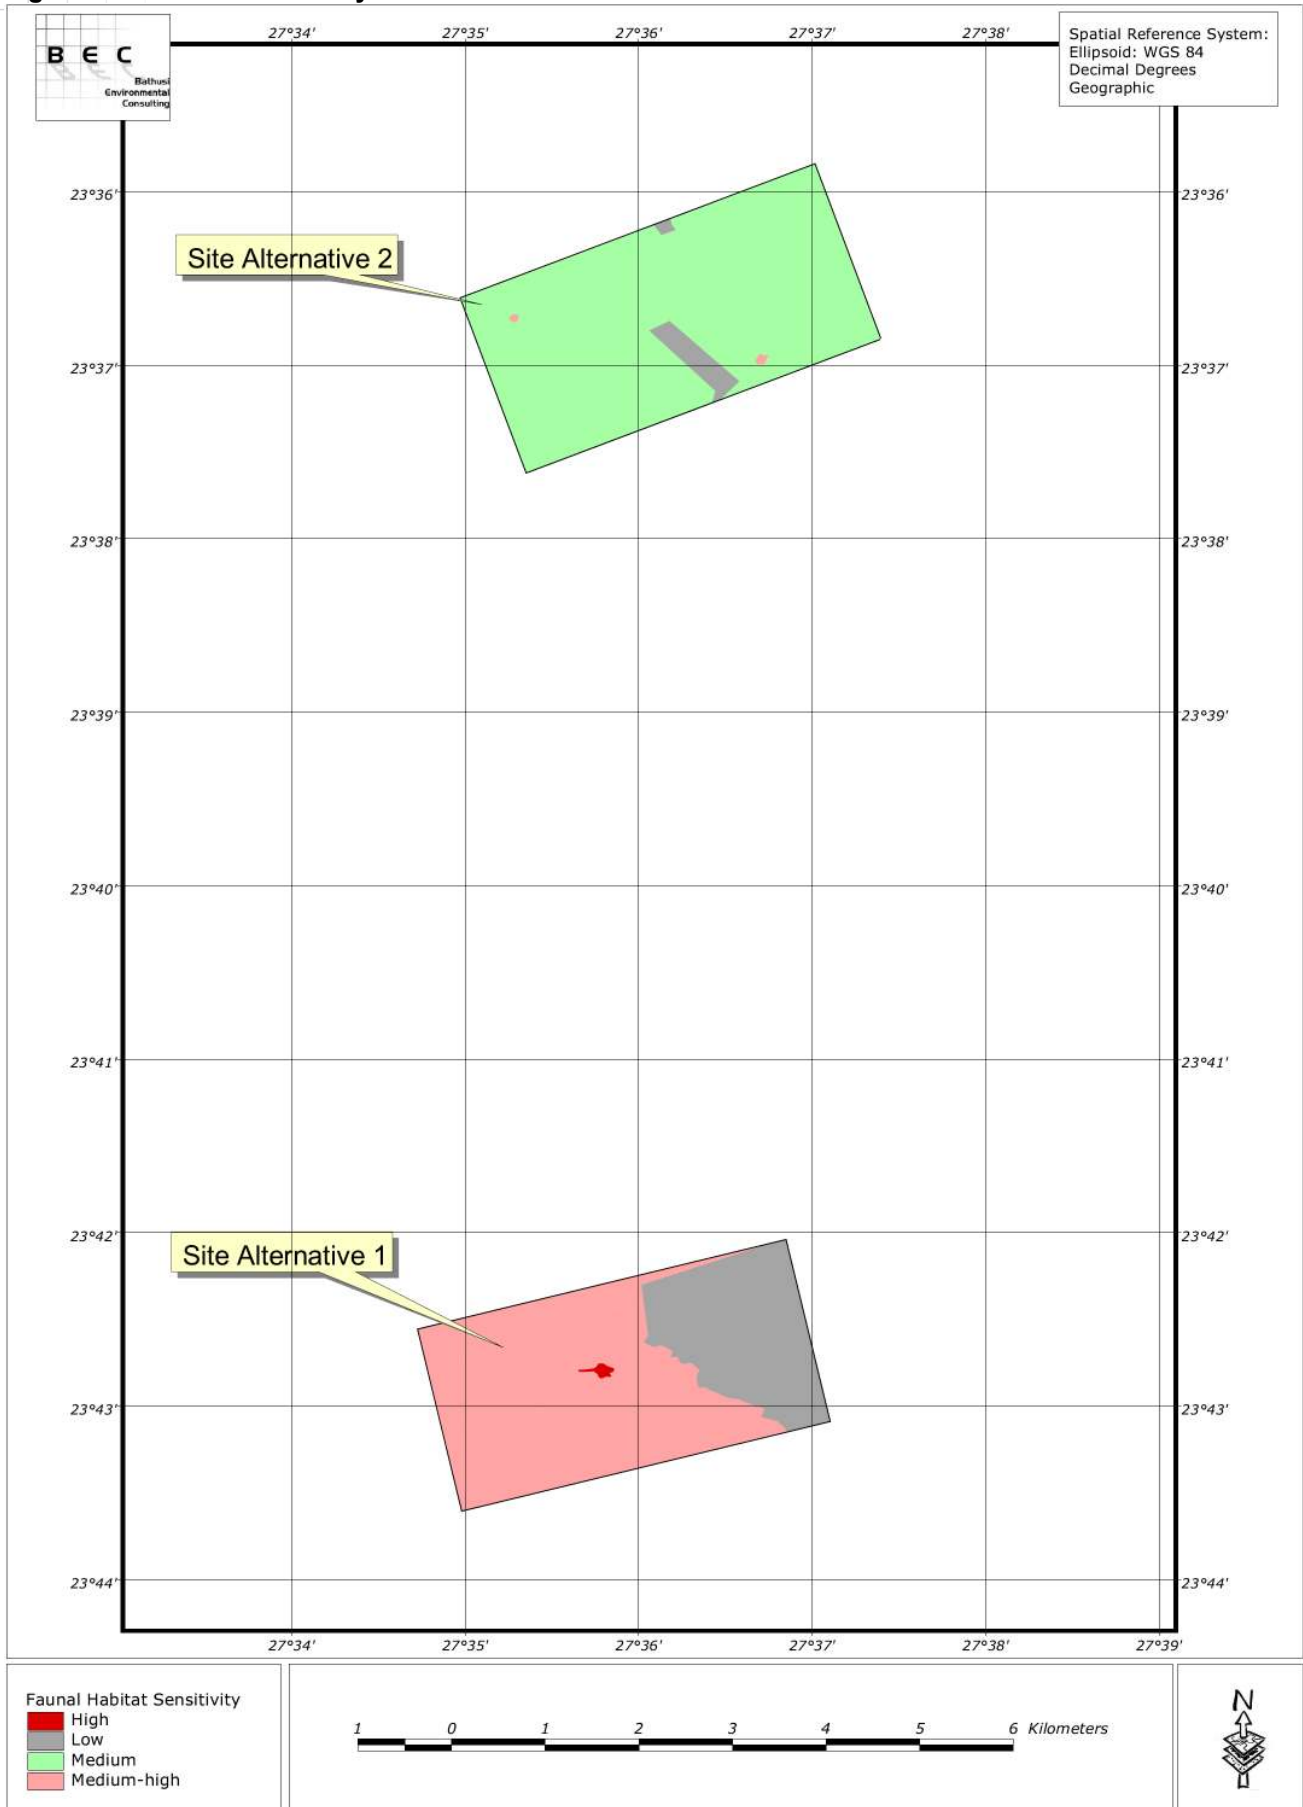 27°34' 27°35' 27°36' 27°37' 27°38'
B E C
Bathusi
Environmental
Consulting
Spatial Reference System:
Ellipsoid: WGS 84
Decimal Degrees
Geographic
23°36' 23°36'
Site Alternative 2
23°37' 23°37'
23°38' 23°38'
23°39' 23°39'
23°40' 23°40'
23°41' 23°41'
23°42' 23°42'
Site Alternative 1
23°43' 23°43'
23°44' 23°44'
27°34' 27°35' 27°36' 27°37' 27°38' 27°39'
Faunal Habitat Sensitivity
High
Low
Medium
Medium-high
1 0 1 2 3 4 5 6 Kilometers
N